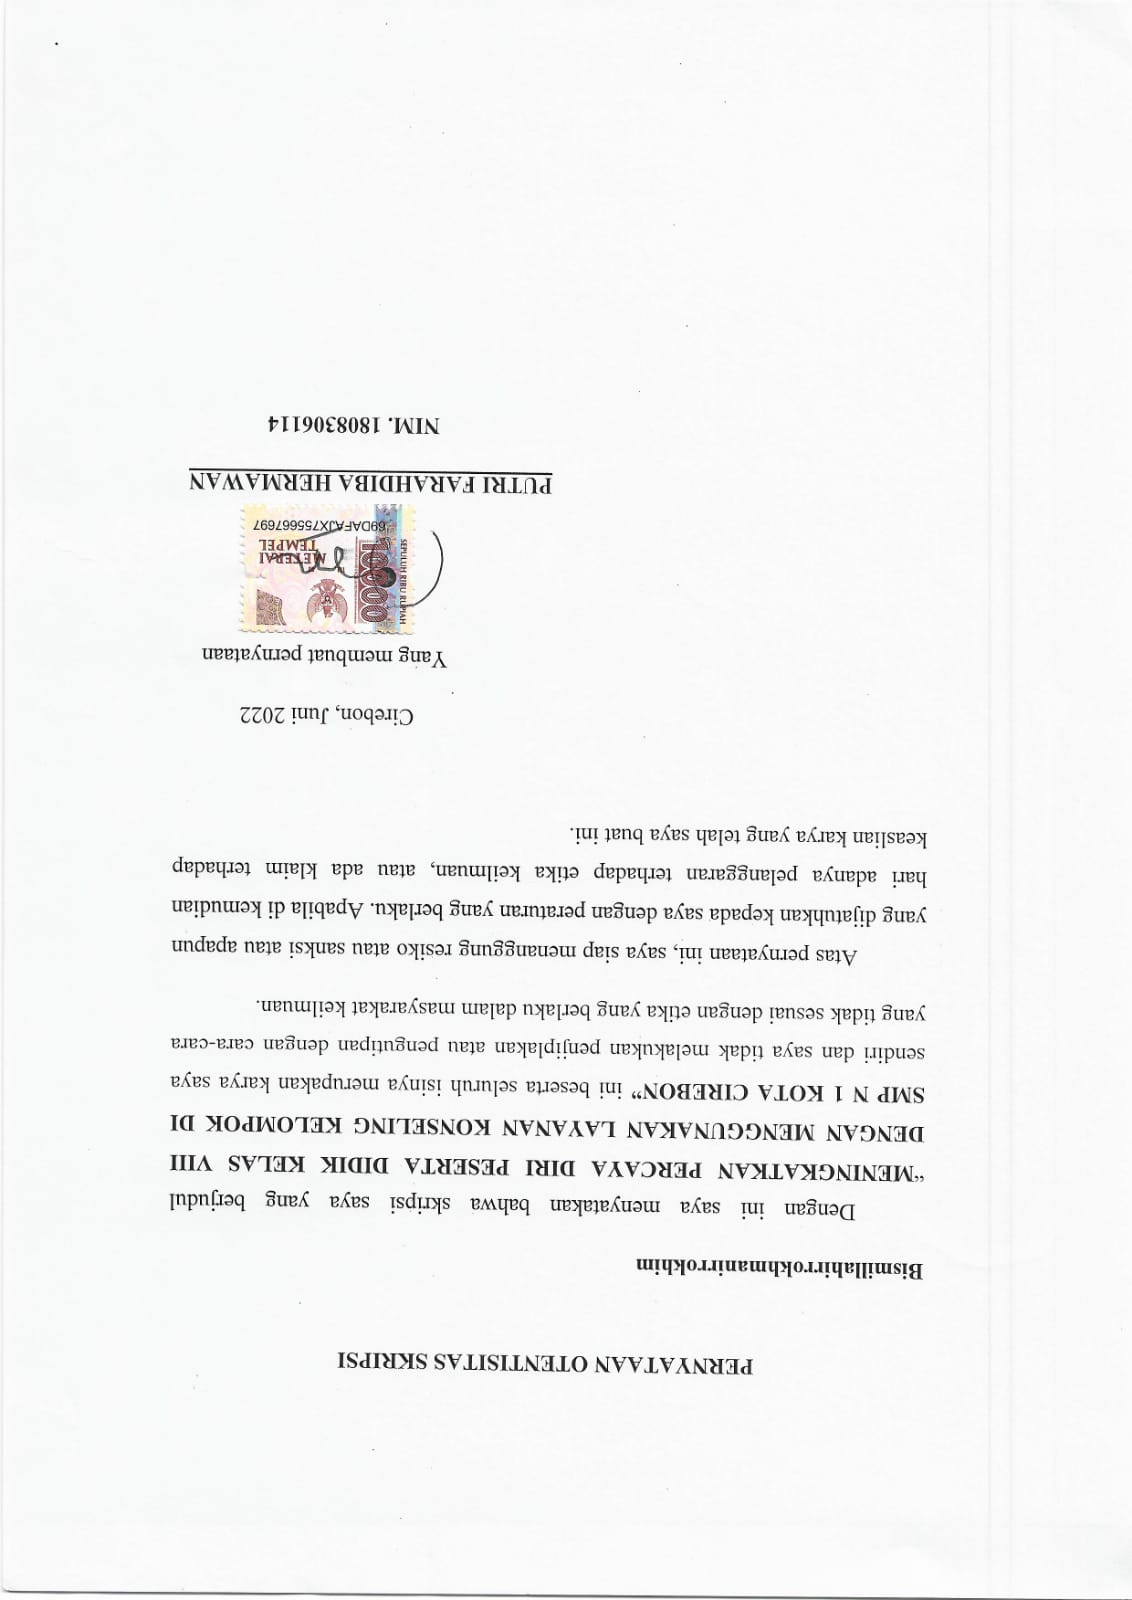 PERNYATAAN OTENTISITAS SKRIPSI
Bismillahirrokhmanirrokhim
Dengan ini saya menyatakan bahwa skripsi saya yang berjudul
“MENINGKATKAN PERCAYA DIRI PESERTA DIDIK KELAS VIII
DENGAN MENGGUNAKAN LAYANAN KONSELING KELOMPOK DI
SMP N 1 KOTA CIREBON” ini beserta seluruh isinya merupakan karya saya
sendiri dan saya tidak melakukan penjiplakan atau pengutipan dengan cara-cara
yang tidak sesuai dengan etika yang berlaku dalam masyarakat keilmuan.
Atas pernyataan ini, saya siap menanggung resiko atau sanksi atau apapun
yang dijatuhkan kepada saya dengan peraturan yang berlaku. Apabila di kemudian
hari adanya pelanggaran terhadap etika keilmuan, atau ada klaim terhadap
keaslian karya yang telah saya buat ini.
Cirebon, Juni 2022
Yang membuat pernyataan
SEPULUH RIBU RUPIAH
10000
METERAI
TEMPEL
69DAFAJX755667697
PUTRI FARAHDIBA HERMAWAN
NIM. 1808306114